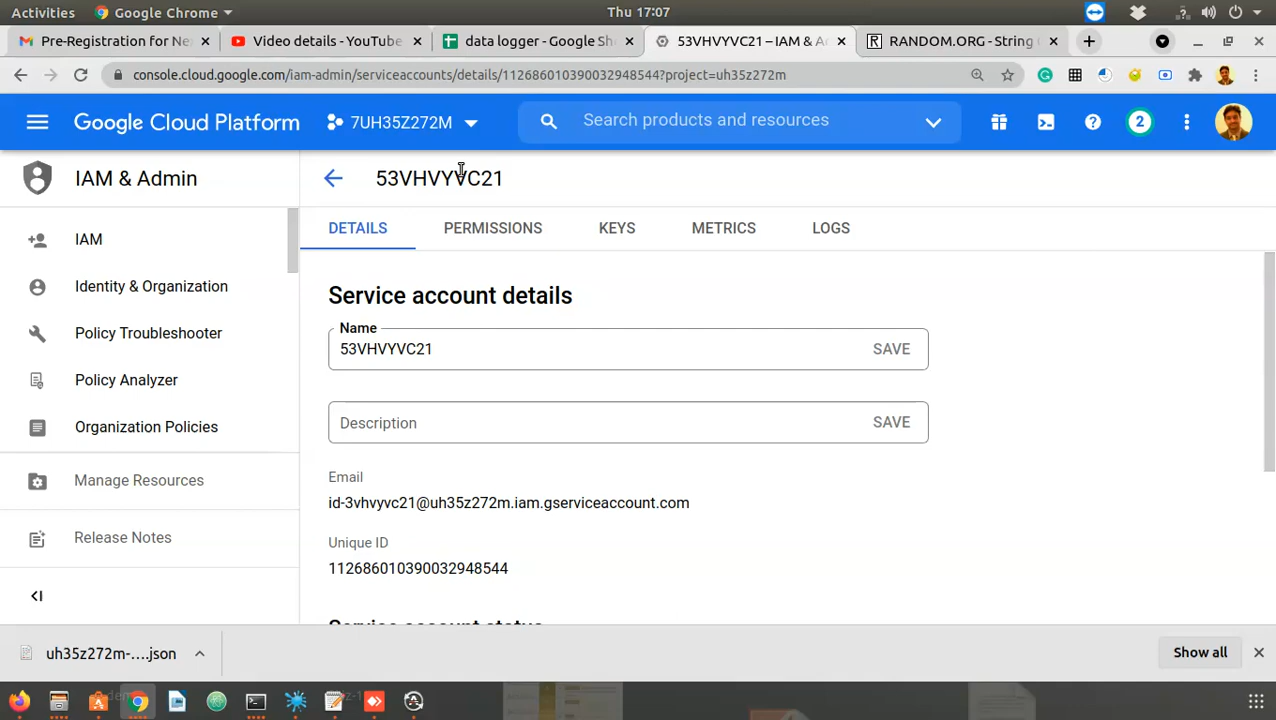 Activities Google Chrome Thu 17:07
Pre-Registration for Ne Video details - YouTube data logger - Google Sh 53VHVYVC21 – IAM & A RANDOM.ORG - String G
console.cloud.google.com/iam-admin/serviceaccounts/details/112686010390032948544?project=uh35z272m
Google Cloud Platform 7UH35Z272M Search products and resources 2
IAM & Admin 53VHVYVC21
DETAILS PERMISSIONS KEYS METRICS LOGS
IAM
Identity & Organization
Policy Troubleshooter
Policy Analyzer
Organization Policies
Manage Resources
Release Notes
Service account details
Name
53VHVYVC21 SAVE
Description SAVE
Email
id-3vhvyvc21@uh35z272m.iam.gserviceaccount.com
Unique ID
112686010390032948544
Service account status
uh35z272m-....json Show all